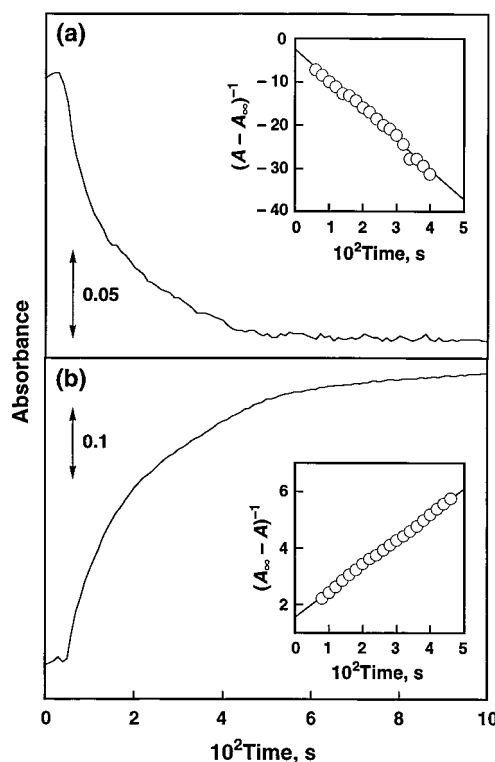 (a)
0
– 10
– 20
– 30
– 40
(A – A∞)⁻¹
0 1 2 3 4 5
10²Time, s
0.05
Absorbance
(b)
0.1
6
4
2
(A∞ – A)⁻¹
0 1 2 3 4 5
10²Time, s
0 2 4 6 8 10
10²Time, s